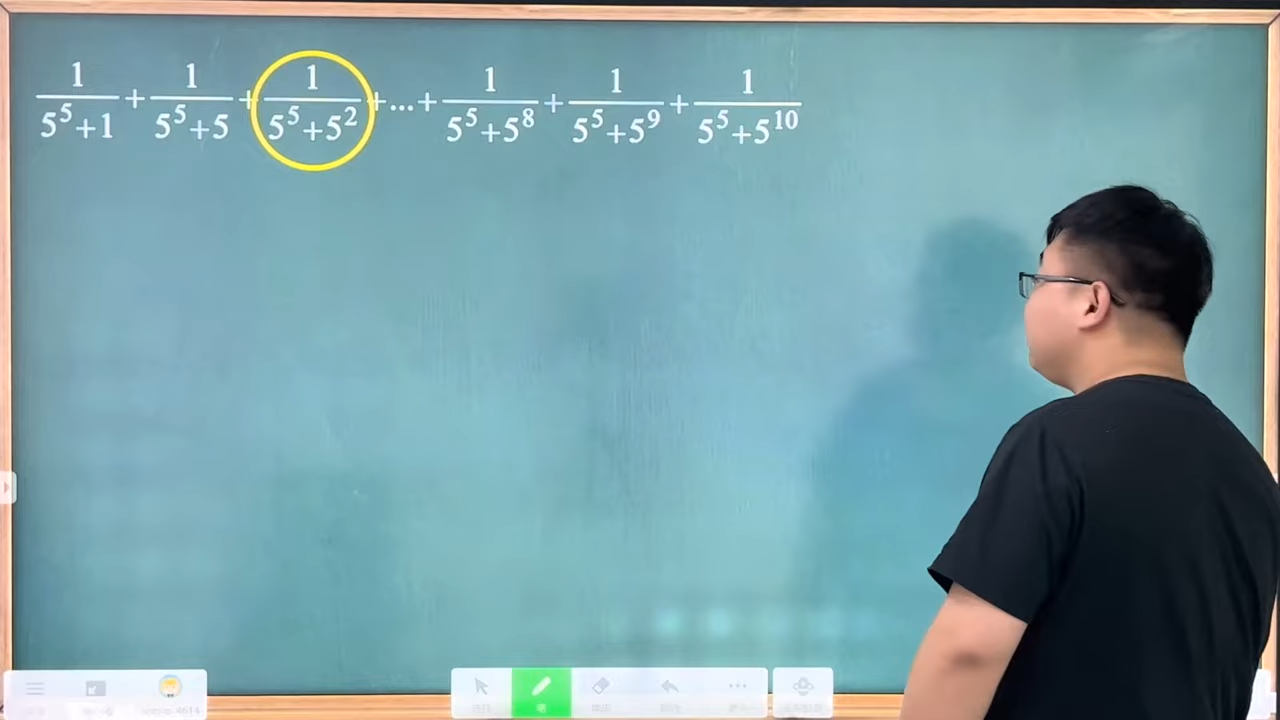 1/(5^5+1) + 1/(5^5+5) + 1/(5^5+5^2) + ... + 1/(5^5+5^8) + 1/(5^5+5^9) + 1/(5^5+5^10)